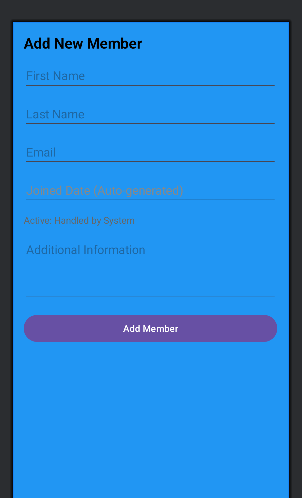 Add New Member
First Name
Last Name
Email
Joined Date (Auto-generated)
Active: Handled by System
Additional Information
Add Member